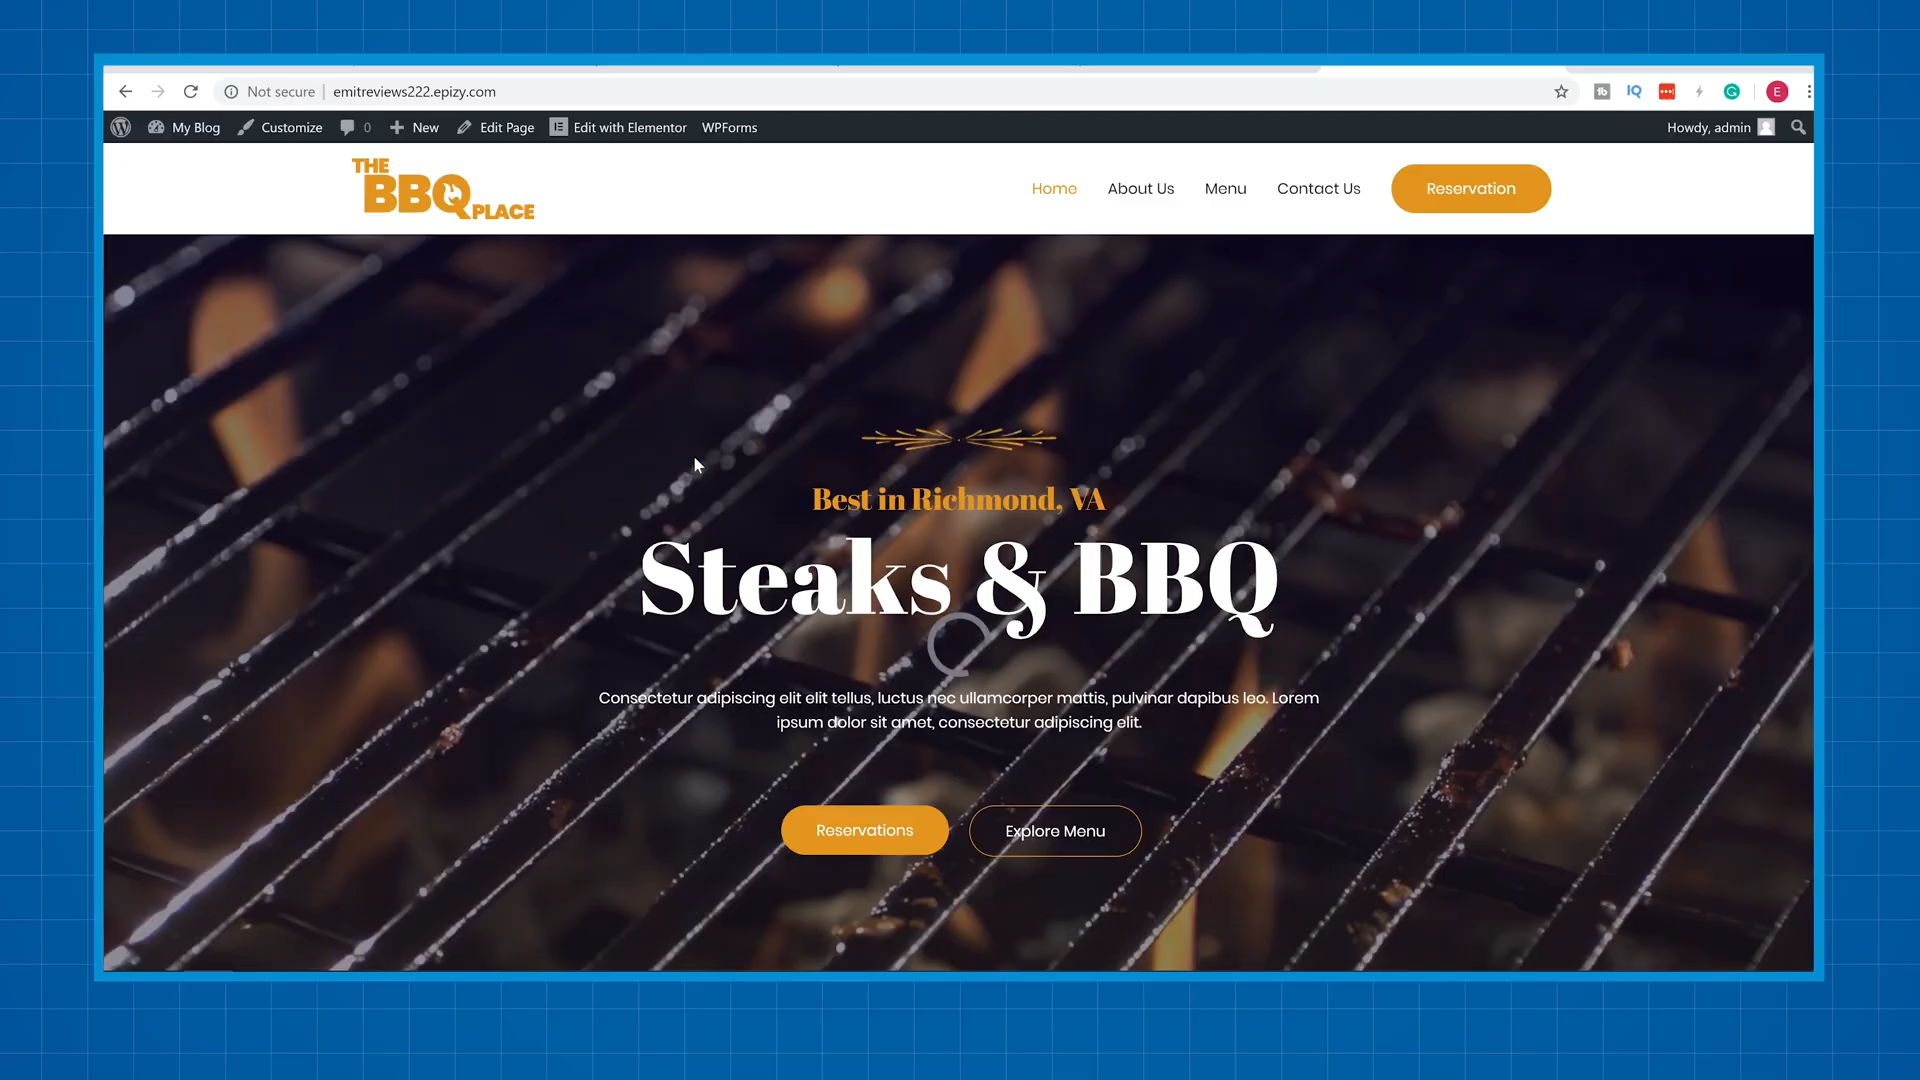 Not secure | emitreviews222.epizy.com
IQ
E
My Blog Customize 0 New Edit Page Edit with Elementor WPForms Howdy, admin
THE
BBQ PLACE
Home About Us Menu Contact Us Reservation
Best in Richmond, VA
Steaks & BBQ
Consectetur adipiscing elit elit tellus, luctus nec ullamcorper mattis, pulvinar dapibus leo. Lorem
ipsum dolor sit amet, consectetur adipiscing elit.
Reservations Explore Menu